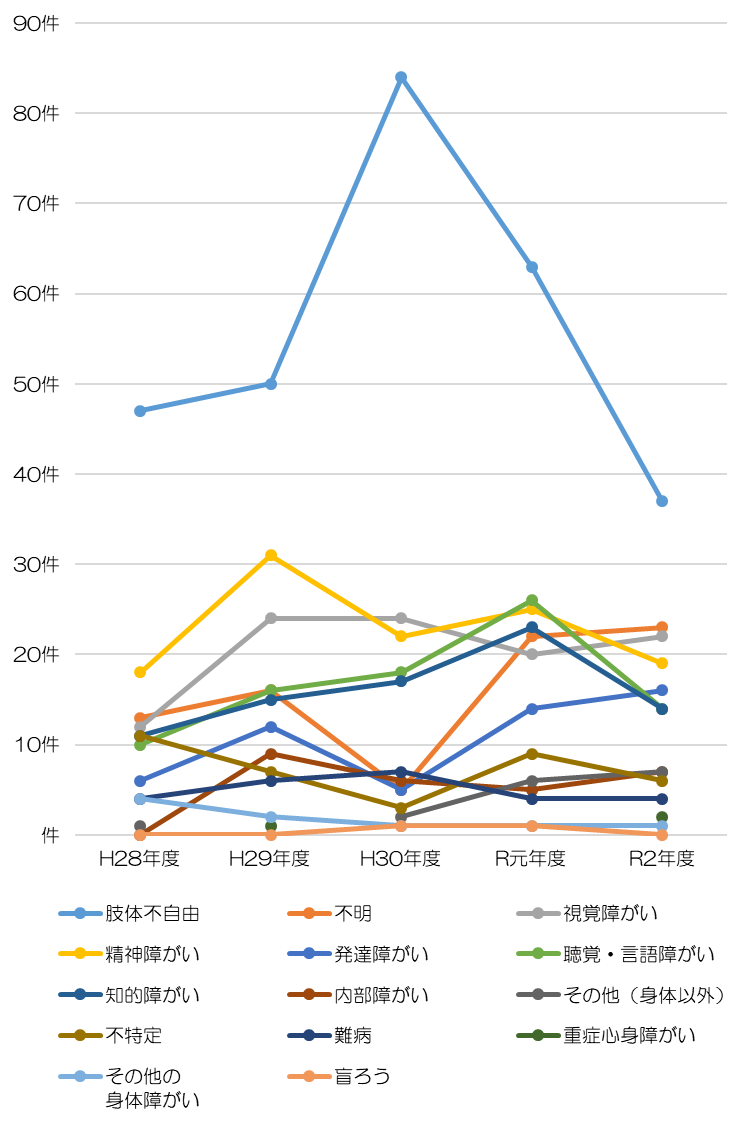 90件
80件
70件
60件
50件
40件
30件
20件
10件
件
H28年度 H29年度 H30年度 R元年度 R2年度
肢体不自由 不明 視覚障がい
精神障がい 発達障がい 聴覚・言語障がい
知的障がい 内部障がい その他（身体以外）
不特定 難病 重症心身障がい
その他の 盲ろう
身体障がい